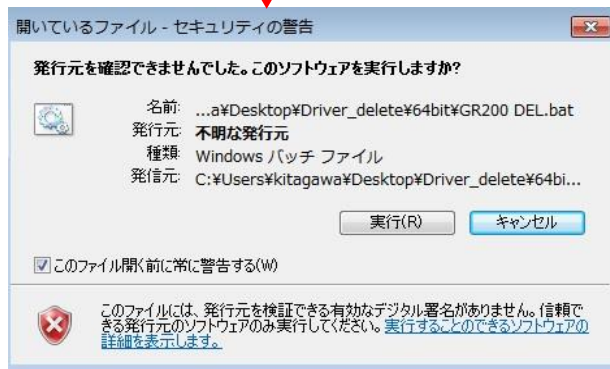 開いているファイル - セキュリティの警告
発行元を確認できませんでした。このソフトウェアを実行しますか?
名前: ...a¥Desktop¥Driver_delete¥64bit¥GR200 DEL.bat
発行元: 不明な発行元
種類: Windows バッチ ファイル
発信元: C:¥Users¥kitagawa¥Desktop¥Driver_delete¥64bi...
実行(R) キャンセル
このファイル開く前に常に警告する(W)
このファイルには、発行元を検証できる有効なデジタル署名がありません。信頼で
きる発行元のソフトウェアのみ実行してください。実行することのできるソフトウェアの
詳細を表示します。